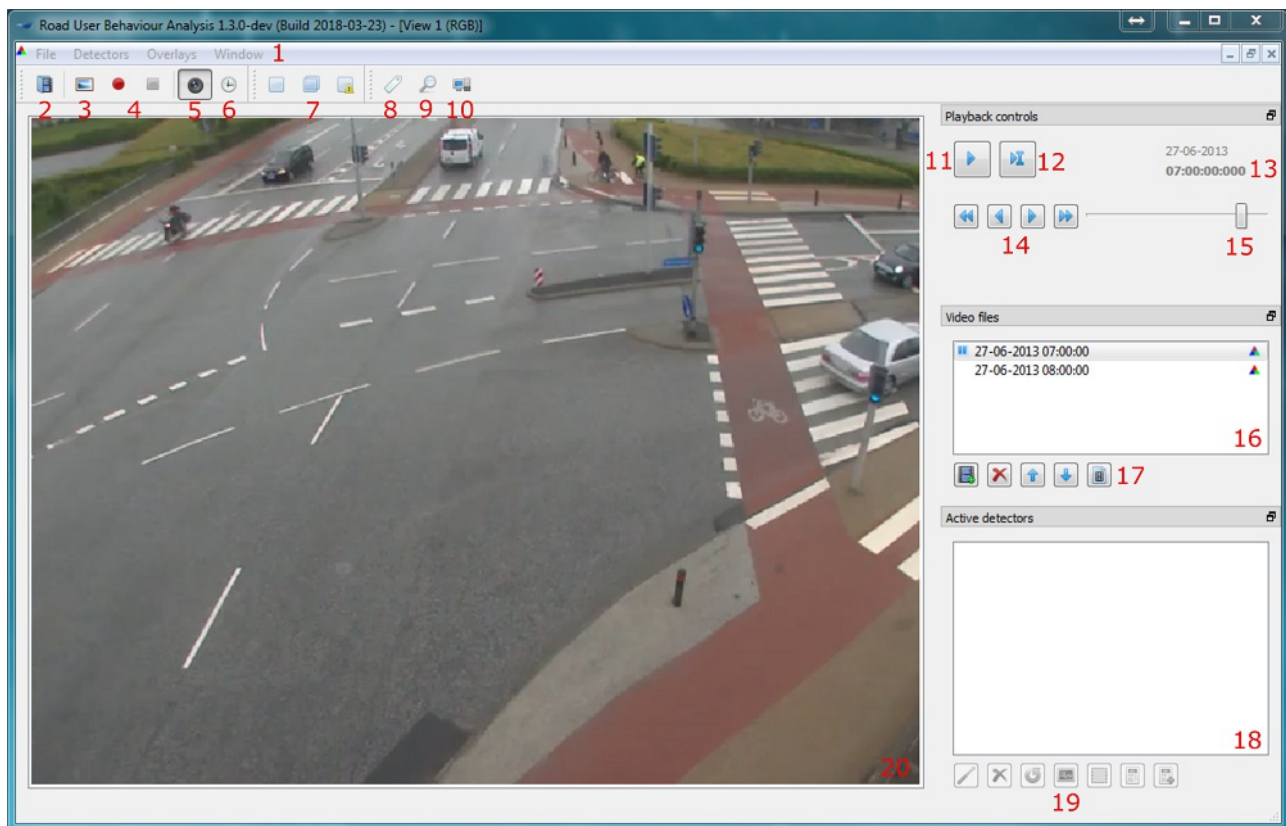 Road User Behaviour Analysis 1.3.0-dev (Build 2018-03-23) - [View 1 (RGB)]
File Detectors Overlays Window 1
2 3 4 5 6 7 8 9 10
Playback controls
11 12
27-06-2013
07:00:00:000 13
14 15
Video files
27-06-2013 07:00:00
27-06-2013 08:00:00
16
17
Active detectors
18
19
20